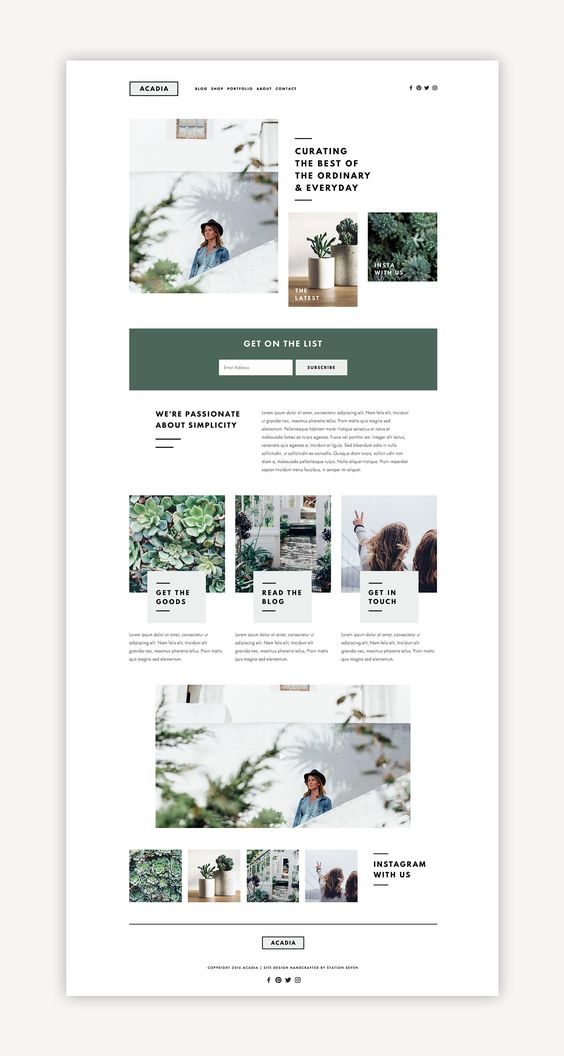 ACADIA
BLOG SHOP PORTFOLIO ABOUT CONTACT
CURATING
THE BEST OF
THE ORDINARY
& EVERYDAY
THE
LATEST
INSTA
WITH US
GET ON THE LIST
Email Address
SUBSCRIBE
WE'RE PASSIONATE
ABOUT SIMPLICITY
Lorem ipsum dolor sit amet, consectetur adipiscing elit. Nam felis elit, tincidunt
elit gravida nec, maximus pharetra tellus. Proin mattis quis magna sed
elementum. Pellentesque habitant morbi tristique senectus et netus et
malesuada fames ac turpis egestas. Fusce vel porttitor est. Integer elit lectus,
venenatis quis egestas a, tincidunt et ligula. Sed bibendum odio in nulla
sollicitudin, ut sollicitudin ex convallis. Quisque diam turpis, sollicit udin non
diam a, malesuada pellentesque turpis. Nulla aliquet tristique. Proin imperdiet
sapien tincidunt metus faucibus, in semper mi aliquet.
GET THE
GOODS
READ THE
BLOG
GET IN
TOUCH
Lorem ipsum dolor sit amet, consectetur ut
adipiscing elit. Nam felis elit, tincidunt elit
gravida nec, maximus pharetra tellus. Proin mattis
quis magna sed elementum.
Lorem ipsum dolor sit amet, consectetur ut
adipiscing elit. Nam felis elit, tincidunt elit
gravida nec, maximus pharetra tellus. Proin mattis
quis magna sed elementum.
Lorem ipsum dolor sit amet, consectetur ut
adipiscing elit. Nam felis elit, tincidunt elit
gravida nec, maximus pharetra tellus. Proin mattis
quis magna sed elementum.
INSTAGRAM
WITH US
ACADIA
COPYRIGHT 2016 ACADIA | SITE DESIGN HANDCRAFTED BY STATION SEVEN